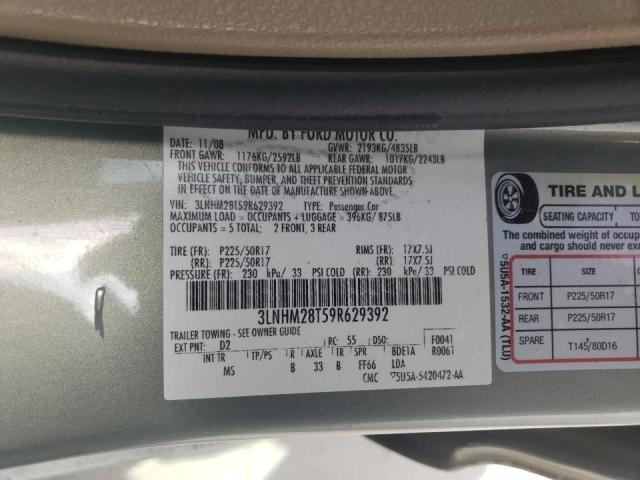 MFD. BY FORD MOTOR CO.
DATE: 11/08 GVWR: 2193KG/4835LB
FRONT GAWR: 1176KG/2592LB REAR GAWR: 1017KG/2243LB
THIS VEHICLE CONFORMS TO ALL APPLICABLE FEDERAL MOTOR
VEHICLE SAFETY, BUMPER, AND THEFT PREVENTION STANDARDS
IN EFFECT ON THE DATE OF MANUFACTURE SHOWN ABOVE.
VIN: 3LNHM28T59R629392 TYPE: Passenger Car
MAXIMUM LOAD = OCCUPANTS + LUGGAGE = 396KG/ 875LB
OCCUPANTS = 5 TOTAL: 2 FRONT, 3 REAR
TIRE (FR): P225/50R17 RIMS (FR): 17X7.5J
(RR): P225/50R17 (RR): 17X7.5J
PRESSURE (FR): 230 kPa/ 33 PSI COLD (RR): 230 kPa/ 33 PSI COLD
3LNHM28T59R629392
TRAILER TOWING - SEE OWNER GUIDE
EXT PNT: D2 RC: 55 DSO: F0041
INT TR TP/PS R AXLE TR SPR 8DE1A R0061
MS B 33 B FF66 LOA
CMC 5U5A-5420472-AA
TIRE AND L
SEATING CAPACITY TO
The combined weight of occupa
and cargo should never exce
TIRE SIZE
FRONT P225/50R17
REAR P225/50R17
SPARE T145/80D16
5U5A-1532-AA (TLU)